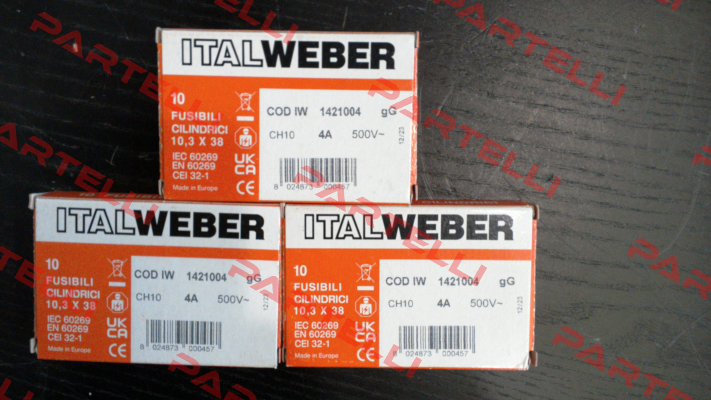 ITALWEBER
10
FUSIBILI
CILINDRICI
10,3 X 38
IEC 60269
EN 60269
CEI 32-1
Made in Europe
UK
CA
CE
COD IW 1421004 gG
CH10 4A 500V~
12/23
8 024873 000457
ITALWEBER
10
FUSIBILI
CILINDRICI
10,3 X 38
IEC 60269
EN 60269
CEI 32-1
Made in Europe
UK
CA
CE
COD IW 1421004 gG
CH10 4A 500V~
12/23
8 024873 000457
ITALWEBER
10
FUSIBILI
CILINDRICI
10,3 X 38
IEC 60269
EN 60269
CEI 32-1
Made in Europe
UK
CA
CE
COD IW 1421004 gG
CH10 4A 500V~
12/23
8 024873 000457
PARTELLI
PARTELLI
PARTELLI
PARTELLI
PARTELLI